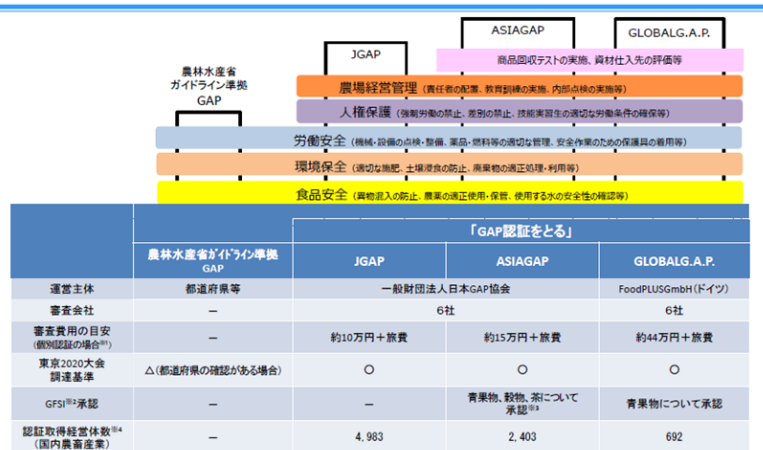 ASIAGAP
GLOBALG.A.P.
JGAP
農林水産省
ガイドライン準拠
GAP
商品回収テストの実施、資材仕入先の評価等
農場経営管理（責任者の配置、教育訓練の実施、内部点検の実施等）
人権保護（強制労働の禁止、差別の禁止、技能実習生の適切な労働条件の確保等）
労働安全（機械・設備の点検・整備、薬品・燃料等の適切な管理、安全作業のための保護具の着用等）
環境保全（適切な施肥、土壌浸食の防止、廃棄物の適正処理・利用等）
食品安全（異物混入の防止、農薬の適正使用・保管、使用する水の安全性の確認等）
「GAP認証をとる」
農林水産省ガイドライン準拠
GAP
JGAP
ASIAGAP
GLOBALG.A.P.
運営主体 都道府県等 一般財団法人日本GAP協会 FoodPLUSGmbH（ドイツ）
審査会社 － 6社 6社
審査費用の目安
（個別認証の場合※1）
－ 約10万円＋旅費 約15万円＋旅費 約44万円＋旅費
東京2020大会
調達基準
△（都道府県の確認がある場合） ○ ○ ○
GFSI※2承認 － － 青果物、穀物、茶について
承認※3
青果物について承認
認証取得経営体数※4
（国内農畜産業）
－ 4,983 2,403 692